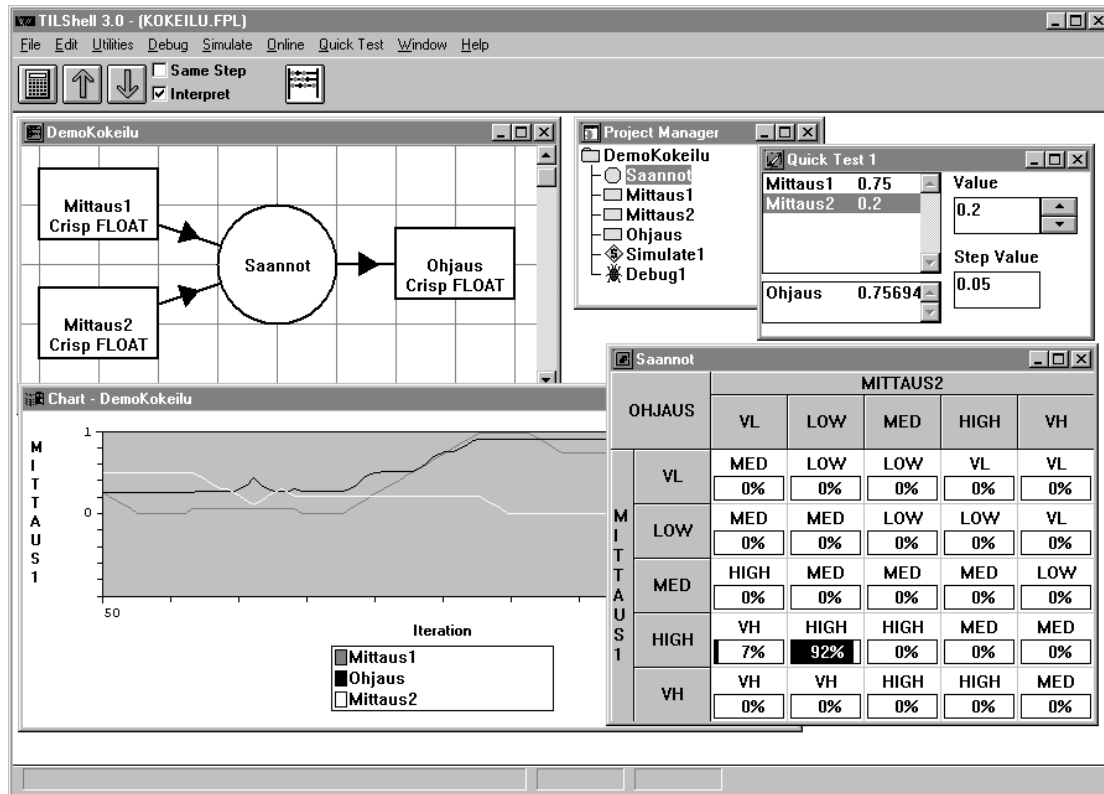 TILShell 3.0 - (KOKEILU.FPL)
File Edit Utilities Debug Simulate Online Quick Test Window Help
Same Step
Interpret
DemoKokeilu
Mittaus1
Crisp FLOAT
Saannot
Ohjaus
Crisp FLOAT
Mittaus2
Crisp FLOAT
Project Manager
DemoKokeilu
Saannot
Mittaus1
Mittaus2
Ohjaus
Simulate1
Debug1
Quick Test 1
Mittaus1 0.75
Mittaus2 0.2
Ohjaus 0.75694
Value
0.2
Step Value
0.05
Chart - DemoKokeilu
MITTAUS1
1
0
50
Iteration
Mittaus1
Ohjaus
Mittaus2
Saannot
MITTAUS2
OHJAUS
VL LOW MED HIGH VH
MITTAUS1
VL MED LOW LOW VL VL
0% 0% 0% 0% 0%
LOW MED MED LOW LOW VL
0% 0% 0% 0% 0%
MED HIGH MED MED MED LOW
0% 0% 0% 0% 0%
HIGH VH HIGH HIGH MED MED
7% 92% 0% 0% 0%
VH VH VH HIGH HIGH MED
0% 0% 0% 0% 0%